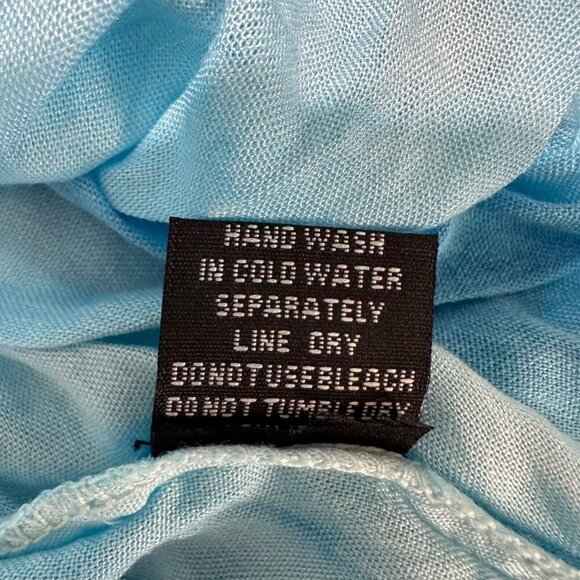 HAND WASH
IN COLD WATER
SEPARATELY
LINE DRY
DO NOT USE BLEACH
DO NOT TUMBLE DRY